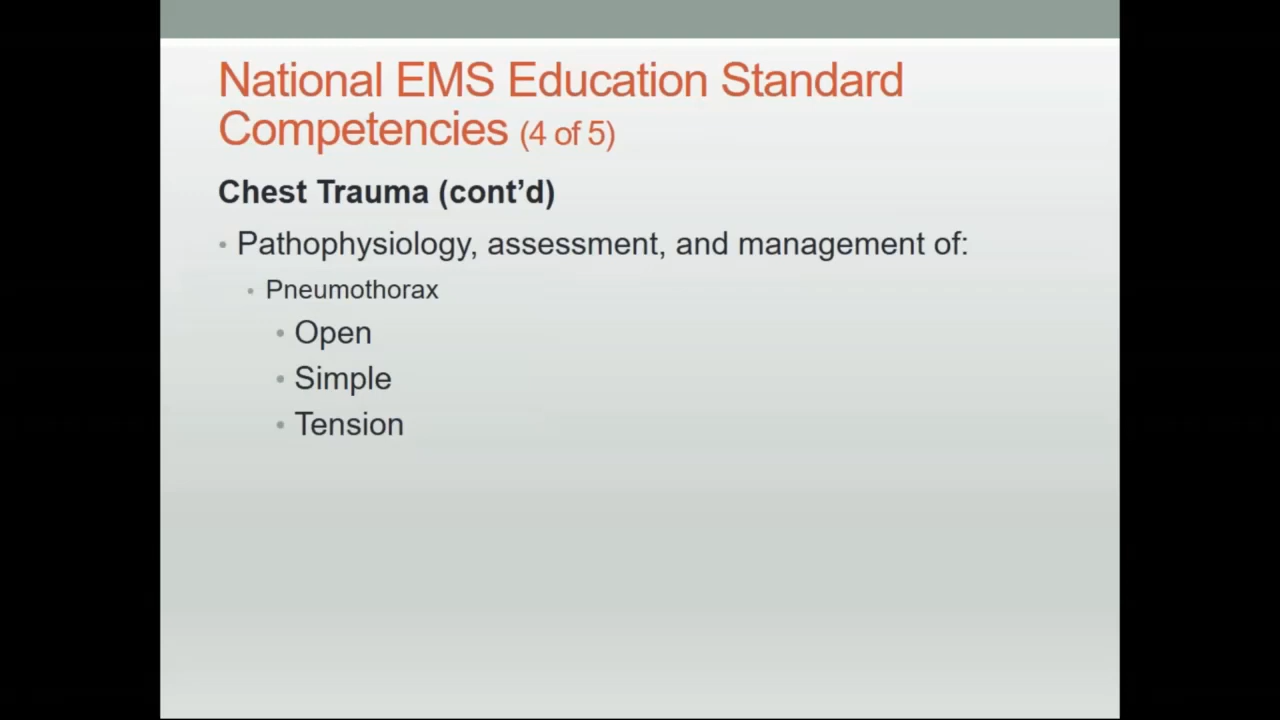 National EMS Education Standard
Competencies (4 of 5)
Chest Trauma (cont’d)
• Pathophysiology, assessment, and management of:
• Pneumothorax
• Open
• Simple
• Tension